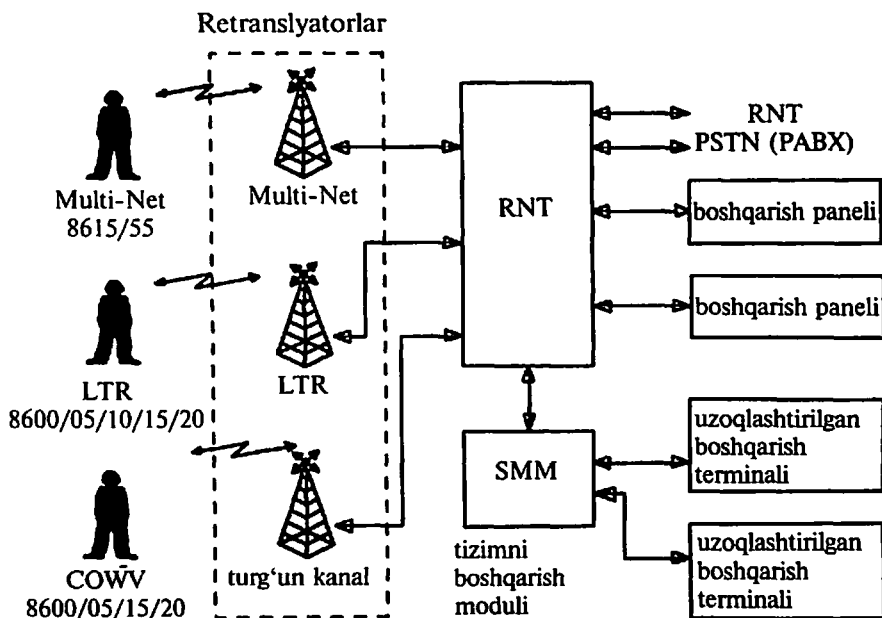 Retranslyatorlar
Multi-Net
8615/55
LTR
8600/05/10/15/20
COW̄V
8600/05/15/20
Multi-Net
LTR
turg‘un kanal
RNT
SMM
tizimni
boshqarish
moduli
RNT
PSTN (PABX)
boshqarish paneli
boshqarish paneli
uzoqlashtirilgan
boshqarish
terminali
uzoqlashtirilgan
boshqarish
terminali